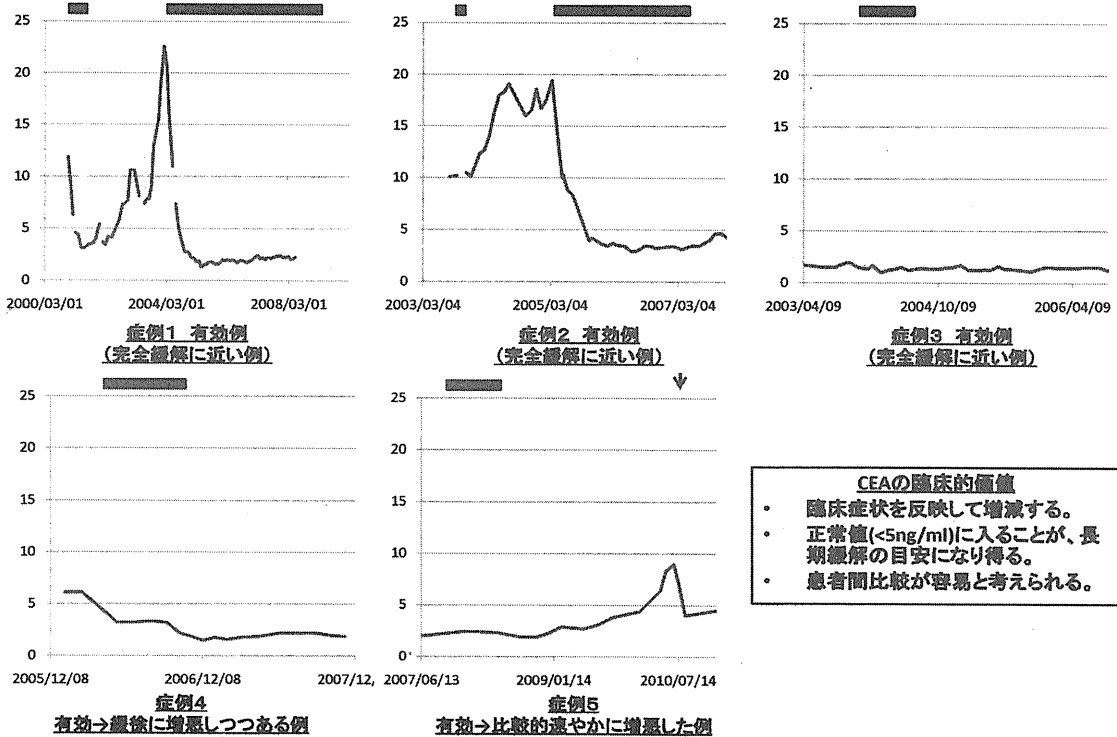 25
20
15
10
5
0
2000/03/01 2004/03/01 2008/03/01
症例1 有効例
(完全緩解に近い例)
25
20
15
10
5
0
2003/03/04 2005/03/04 2007/03/04
症例2 有効例
(完全緩解に近い例)
25
20
15
10
5
0
2003/04/09 2004/10/09 2006/04/09
症例3 有効例
(完全緩解に近い例)
25
20
15
10
5
0
2005/12/08 2006/12/08 2007/12,
症例4
有効→緩徐に増悪しつつある例
25
20
15
10
5
0
2007/06/13 2009/01/14 2010/07/14
症例5
有効→比較的速やかに増悪した例
CEAの臨床的価値
• 臨床症状を反映して増減する。
• 正常値(<5ng/ml)に入ることが、長
期緩解の目安になり得る。
• 患者間比較が容易と考えられる。